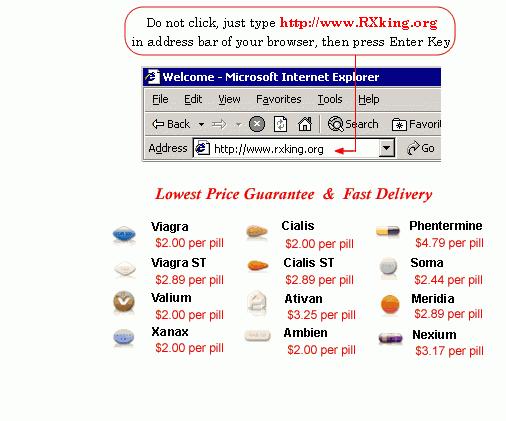 Do not click, just type http://www.RXking.org
in address bar of your browser, then press Enter Key
Welcome - Microsoft Internet Explorer
File Edit View Favorites Tools Help
Back Search Favorit
Address http://www.rxking.org Go
Lowest Price Guarantee & Fast Delivery
Viagra Cialis Phentermine
$2.00 per pill $2.00 per pill $4.79 per pill
Viagra ST Cialis ST Soma
$2.89 per pill $2.89 per pill $2.44 per pill
Valium Ativan Meridia
$2.00 per pill $3.25 per pill $2.89 per pill
Xanax Ambien Nexium
$2.00 per pill $2.00 per pill $3.17 per pill